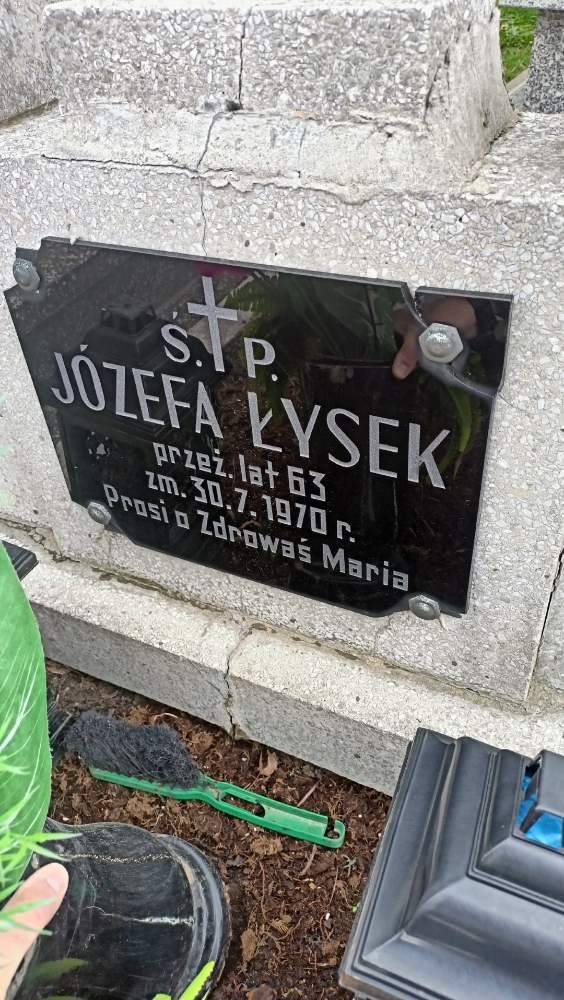 Ś. P.
JÓZEFA ŁYSEK
przeż. lat 63
zm. 30.7.1970 r.
Prosi o Zdrowaś Maria